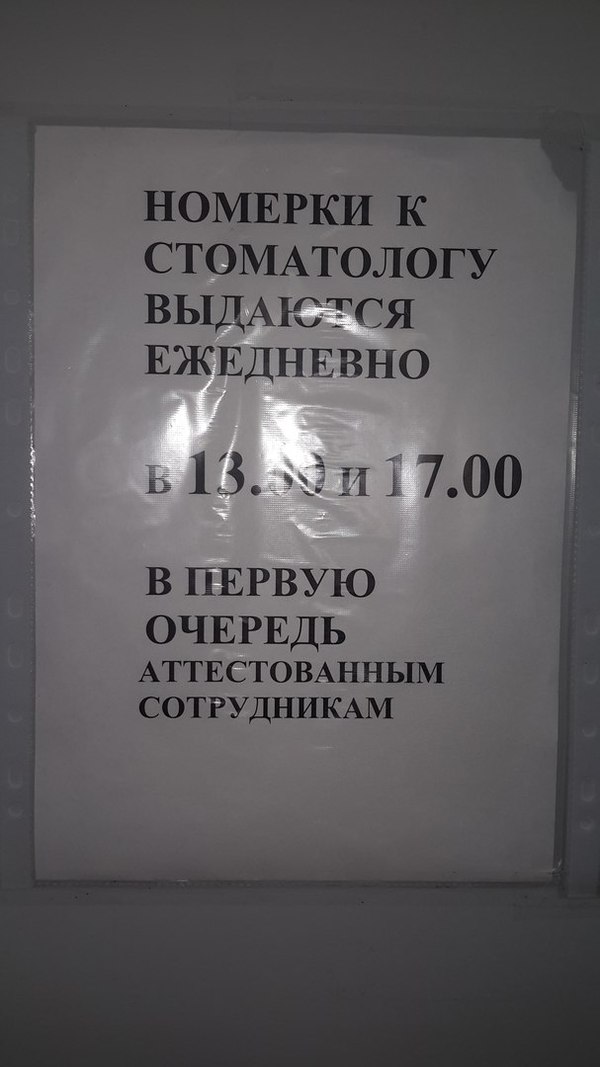 НОМЕРКИ К
СТОМАТОЛОГУ
ВЫДАЮТСЯ
ЕЖЕДНЕВНО
в и 17.00
В ПЕРВУЮ
ОЧЕРЕДЬ
АТТЕСТОВАННЫМ
СОТРУДНИКАМ